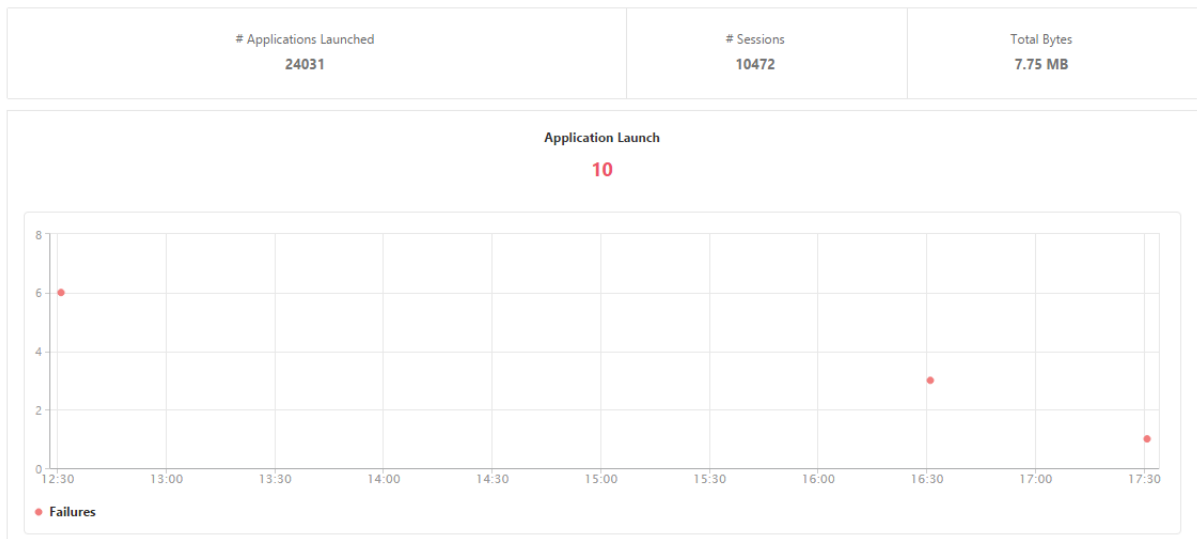 # Applications Launched
24031
# Sessions
10472
Total Bytes
7.75 MB
Application Launch
10
8
6
4
2
0
12:30 13:00 13:30 14:00 14:30 15:00 15:30 16:00 16:30 17:00 17:30
Failures